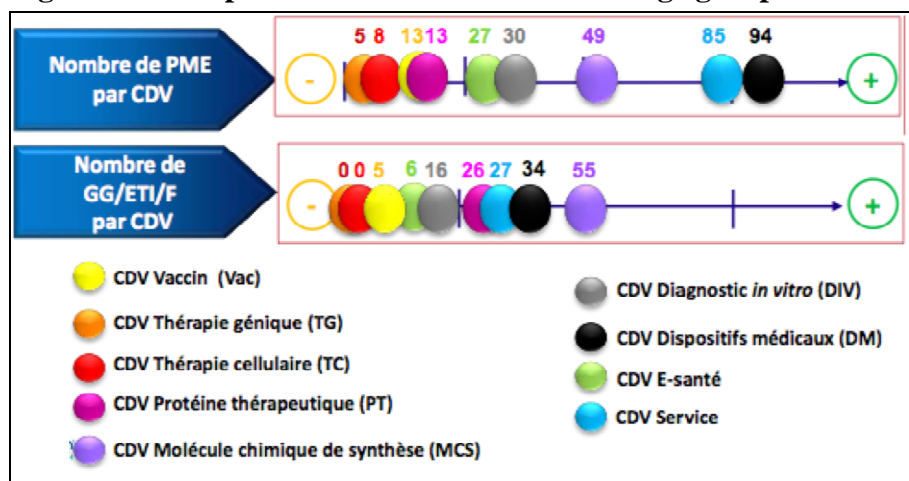 5 8 13 13 27 30 49 85 94
Nombre de PME
par CDV
- +
0 0 5 6 16 26 27 34 55
Nombre de
GG/ETI/F
par CDV
- +
CDV Vaccin (Vac)
CDV Thérapie génique (TG)
CDV Thérapie cellulaire (TC)
CDV Protéine thérapeutique (PT)
CDV Molécule chimique de synthèse (MCS)
CDV Diagnostic in vitro (DIV)
CDV Dispositifs médicaux (DM)
CDV E-santé
CDV Service